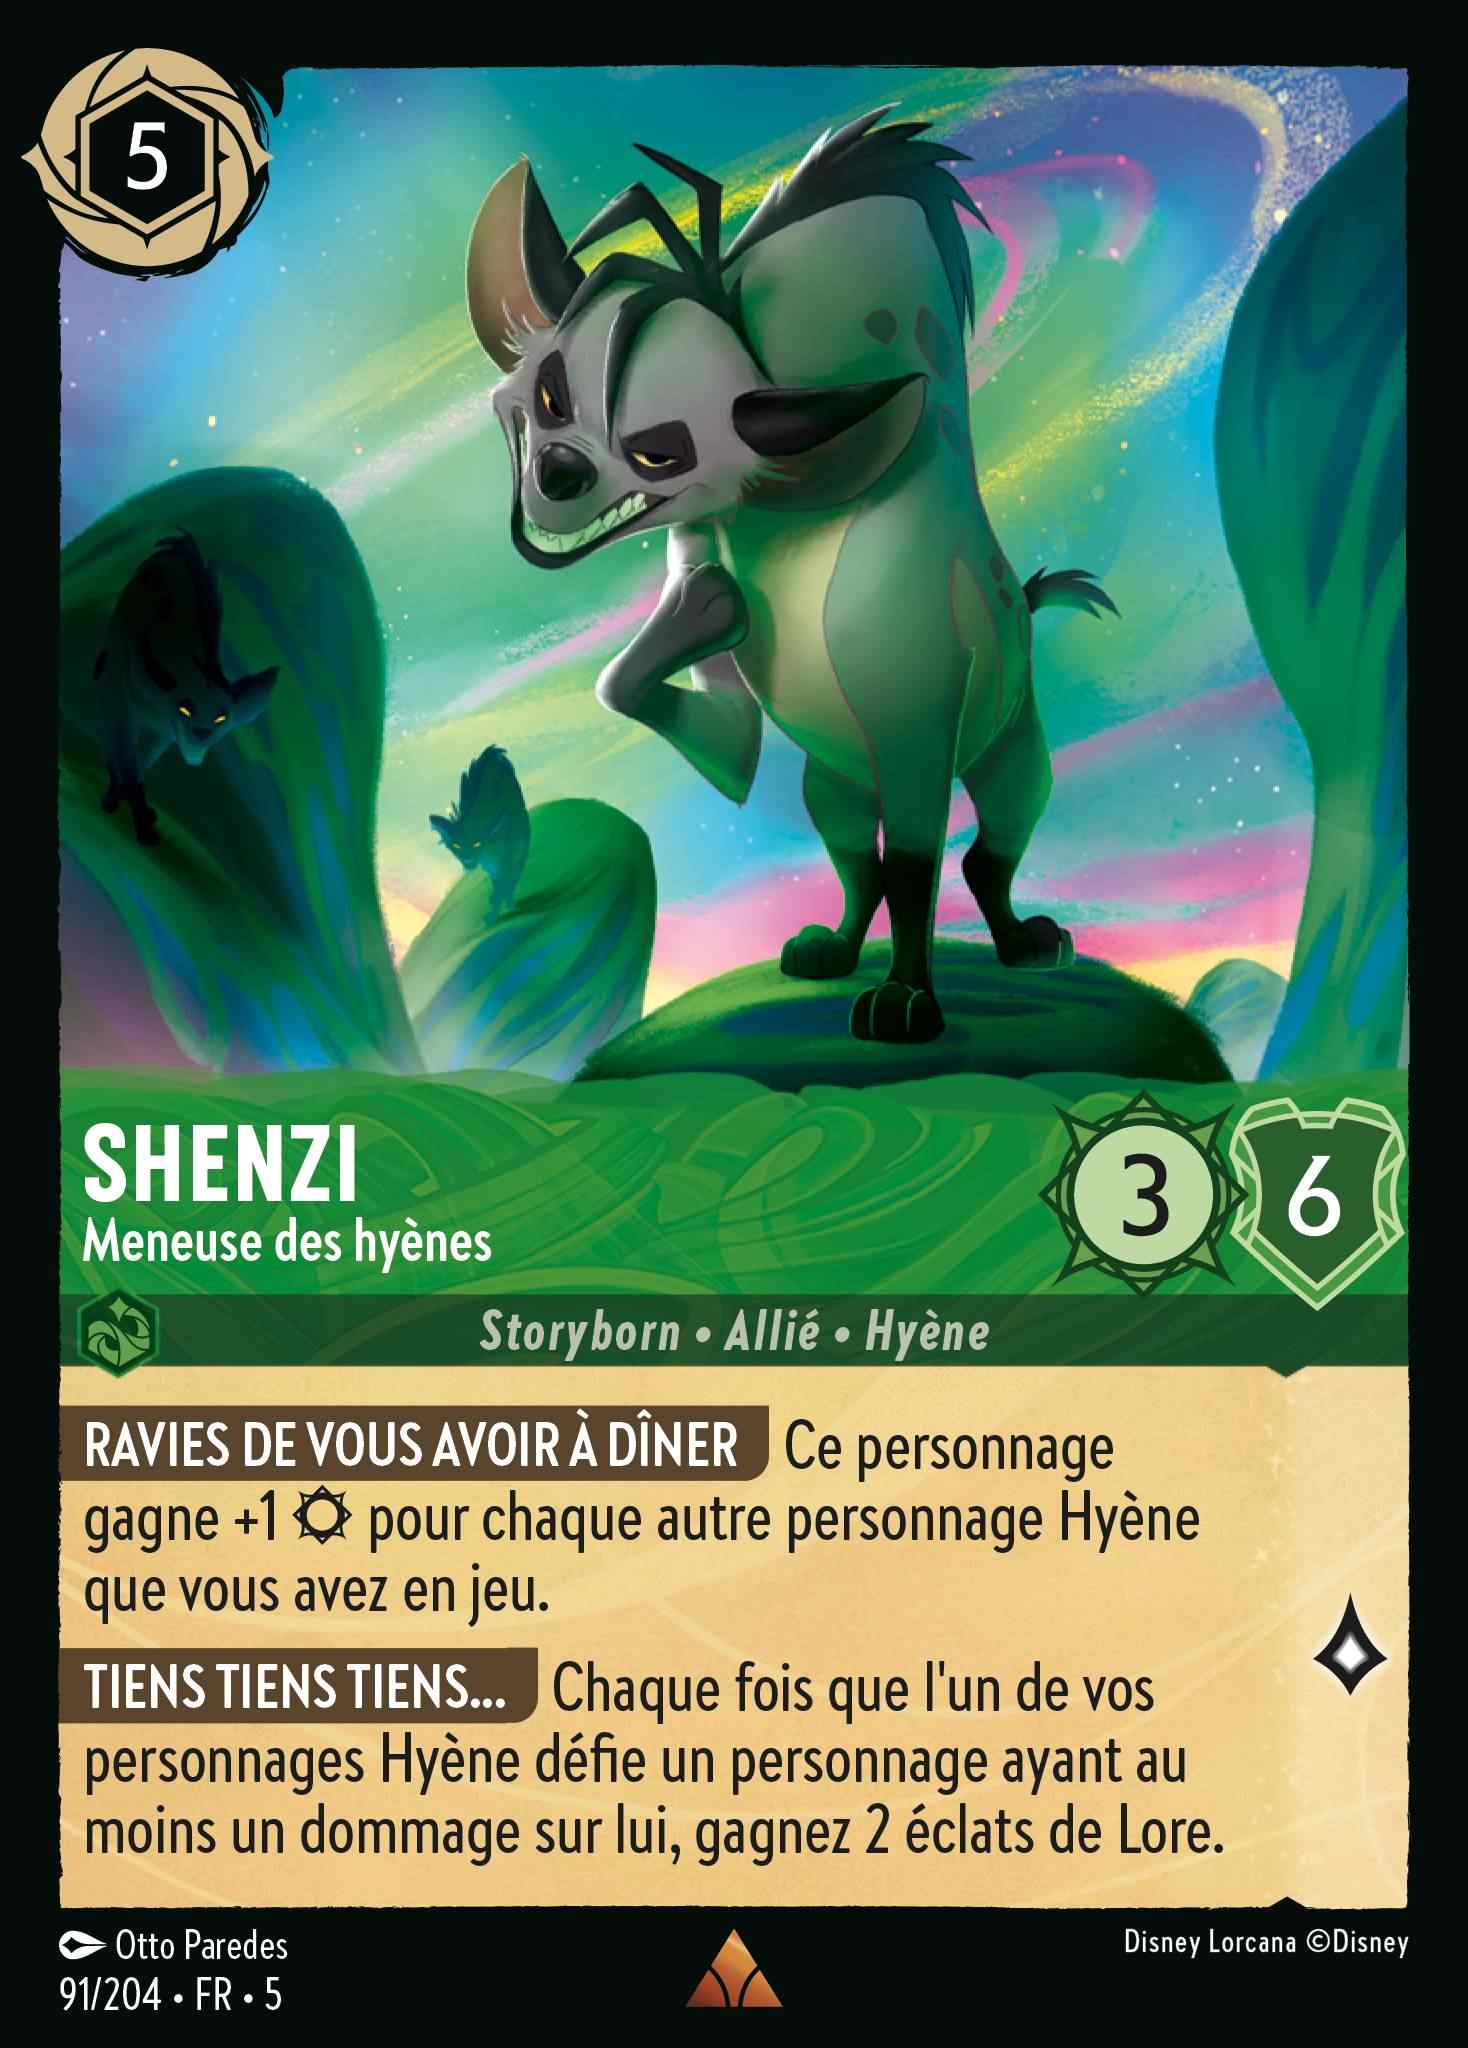 5
SHENZI
Meneuse des hyènes
3
6
Storyborn • Allié • Hyène
RAVIES DE VOUS AVOIR À DÎNER Ce personnage
gagne +1 pour chaque autre personnage Hyène
que vous avez en jeu.
TIENS TIENS TIENS... Chaque fois que l'un de vos
personnages Hyène défie un personnage ayant au
moins un dommage sur lui, gagnez 2 éclats de Lore.
Otto Paredes
91/204 • FR • 5
Disney Lorcana ©Disney